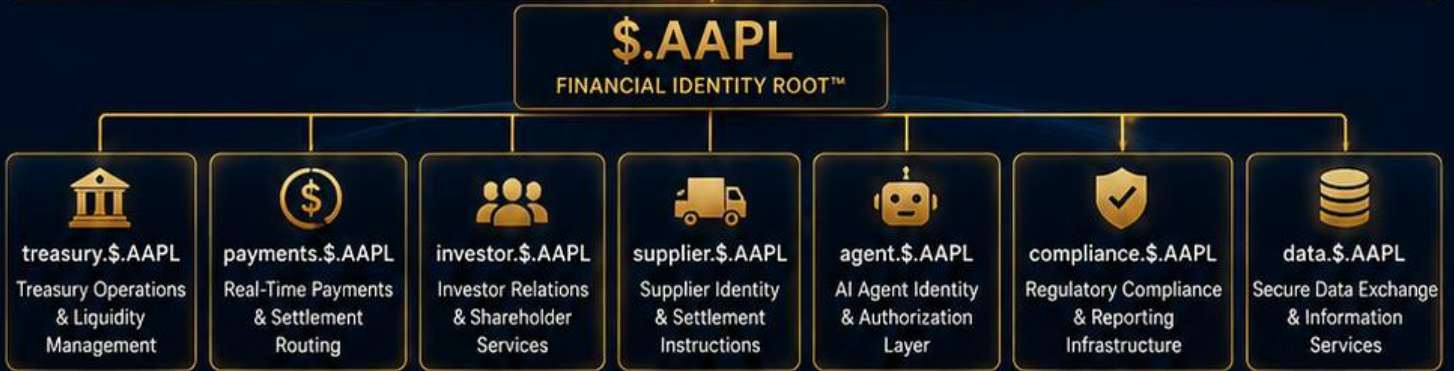 $.AAPL
FINANCIAL IDENTITY ROOT™
$
treasury.$.AAPL
Treasury Operations
& Liquidity
Management
payments.$.AAPL
Real-Time Payments
& Settlement
Routing
investor.$.AAPL
Investor Relations
& Shareholder
Services
supplier.$.AAPL
Supplier Identity
& Settlement
Instructions
agent.$.AAPL
AI Agent Identity
& Authorization
Layer
compliance.$.AAPL
Regulatory Compliance
& Reporting
Infrastructure
data.$.AAPL
Secure Data Exchange
& Information
Services